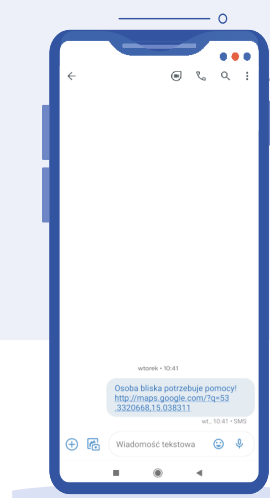 wtorek • 10:41
Osoba bliska potrzebuje pomocy!
http://maps.google.com/?q=53
.3320668,15.038311
wt., 10:41 • SMS
Wiadomość tekstowa